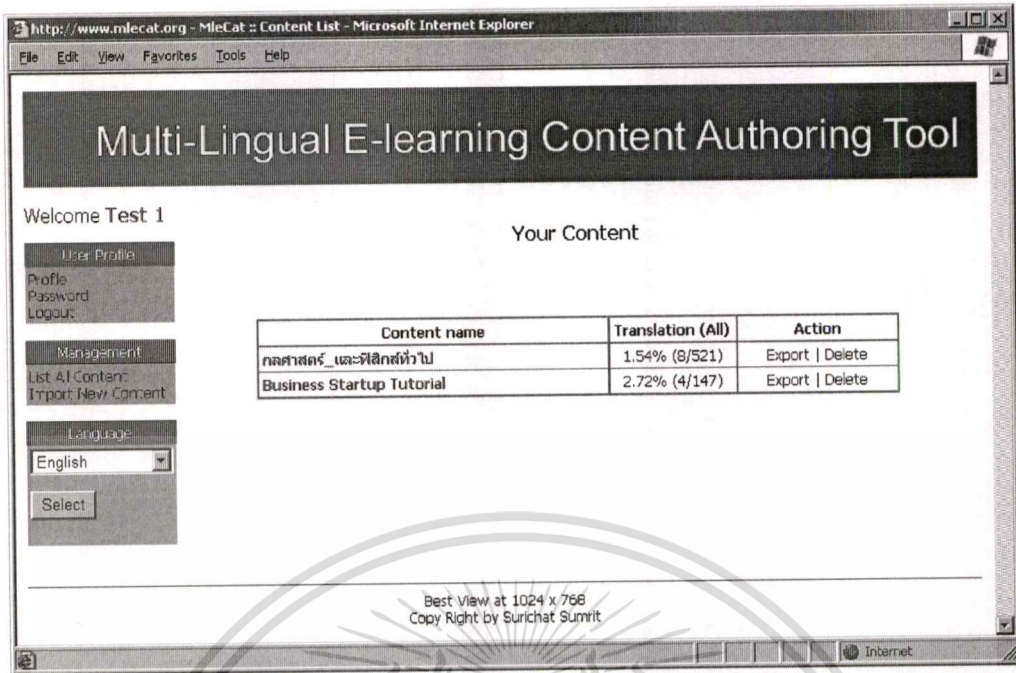 http://www.mlecat.org - MleCat :: Content List - Microsoft Internet Explorer
File Edit View Favorites Tools Help
Multi-Lingual E-learning Content Authoring Tool
Welcome Test 1
User Profile
Profile
Password
Logout
Management
List All Content
Import New Content
Language
English
Select
Your Content
Content name Translation (All) Action
กลศาสตร์_และฟิสิกส์ทั่วไป 1.54% (8/521) Export | Delete
Business Startup Tutorial 2.72% (4/147) Export | Delete
Best View at 1024 x 768
Copy Right by Surichat Sumrit
Internet